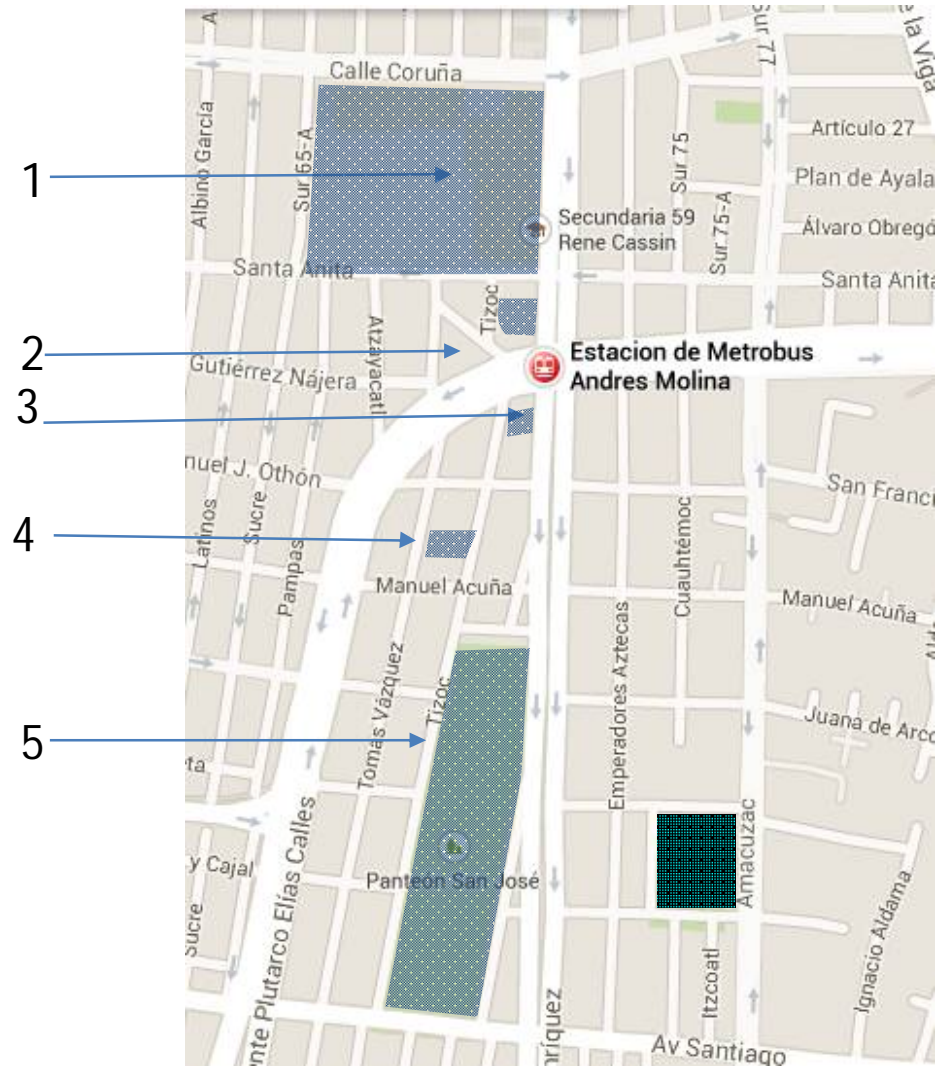 Sur 77
la Viga
Calle Coruña
Artículo 27
Albino García
Sur 65-A
Sur 75
1
Plan de Ayala
Secundaria 59
Rene Cassin
Sur 75-A
Álvaro Obregó
Santa Anita
Santa Anita
Tizoc
2
Atzayacatl
Estacion de Metrobus
Andres Molina
Gutiérrez Nájera
3
nuel J. Othón
San Franci
Latinos
Sucre
Cuauhtémoc
4
Pampas
Manuel Acuña
Manuel Acuña
Emperadores Aztecas
Tomas Vázquez
Tizoc
5
Juana de Arco
ta
Amacuzac
y Cajal
Panteón San José
Ignacio Aldama
Sucre
nte Plutarco Elías Calles
Itzcoatl
nríquez
Av Santiago